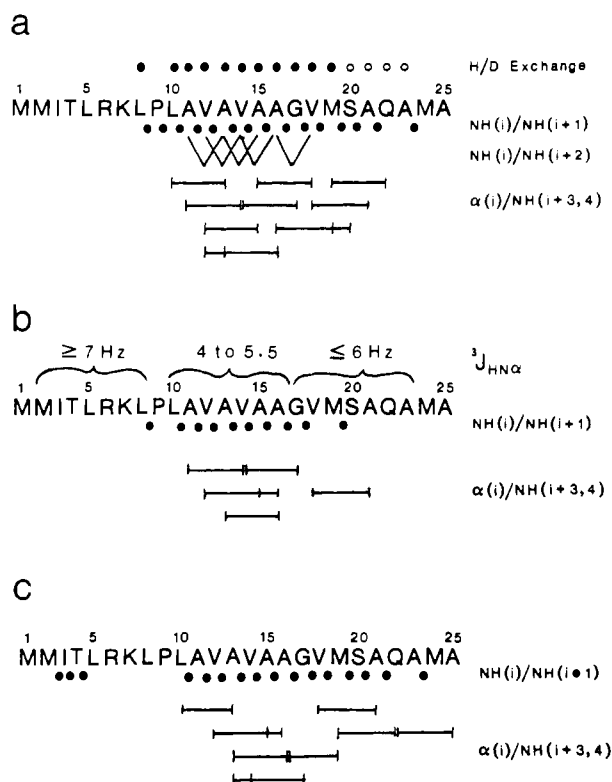 a
H/D Exchange
1 5 10 15 20 25
MMITLRKLPLAVAVAAGVMSAQAMA
NH(i)/NH(i+1)
NH(i)/NH(i+2)
α(i)/NH(i+3,4)
b
≥ 7 Hz 4 to 5.5 ≤ 6 Hz ³J HNα
1 5 10 15 20 25
MMITLRKLPLAVAVAAGVMSAQAMA
NH(i)/NH(i+1)
α(i)/NH(i+3,4)
c
1 5 10 15 20 25
MMITLRKLPLAVAVAAGVMSAQAMA
NH(i)/NH(i•1)
α(i)/NH(i+3,4)